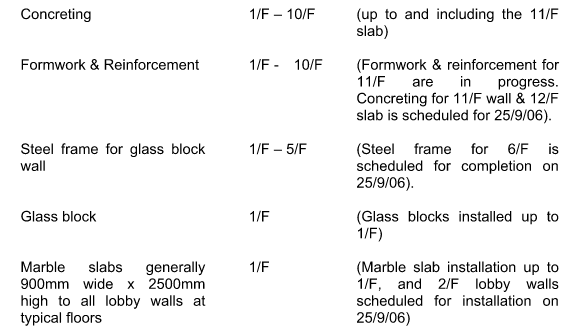 Concreting 1/F – 10/F (up to and including the 11/F
slab)
Formwork & Reinforcement 1/F - 10/F (Formwork & reinforcement for
11/F are in progress.
Concreting for 11/F wall & 12/F
slab is scheduled for 25/9/06).
Steel frame for glass block 1/F – 5/F (Steel frame for 6/F is
wall scheduled for completion on
25/9/06).
Glass block 1/F (Glass blocks installed up to
1/F)
Marble slabs generally 1/F (Marble slab installation up to
900mm wide x 2500mm 1/F, and 2/F lobby walls
high to all lobby walls at scheduled for installation on
typical floors 25/9/06)